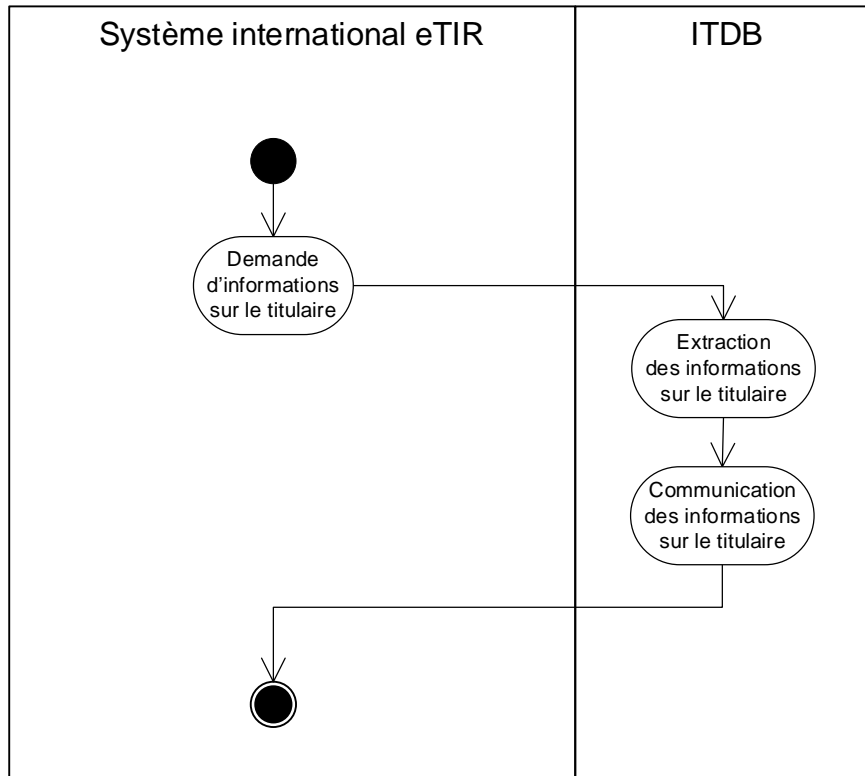 Système international eTIR
ITDB
Demande
d'informations
sur le titulaire
Extraction
des informations
sur le titulaire
Communication
des informations
sur le titulaire